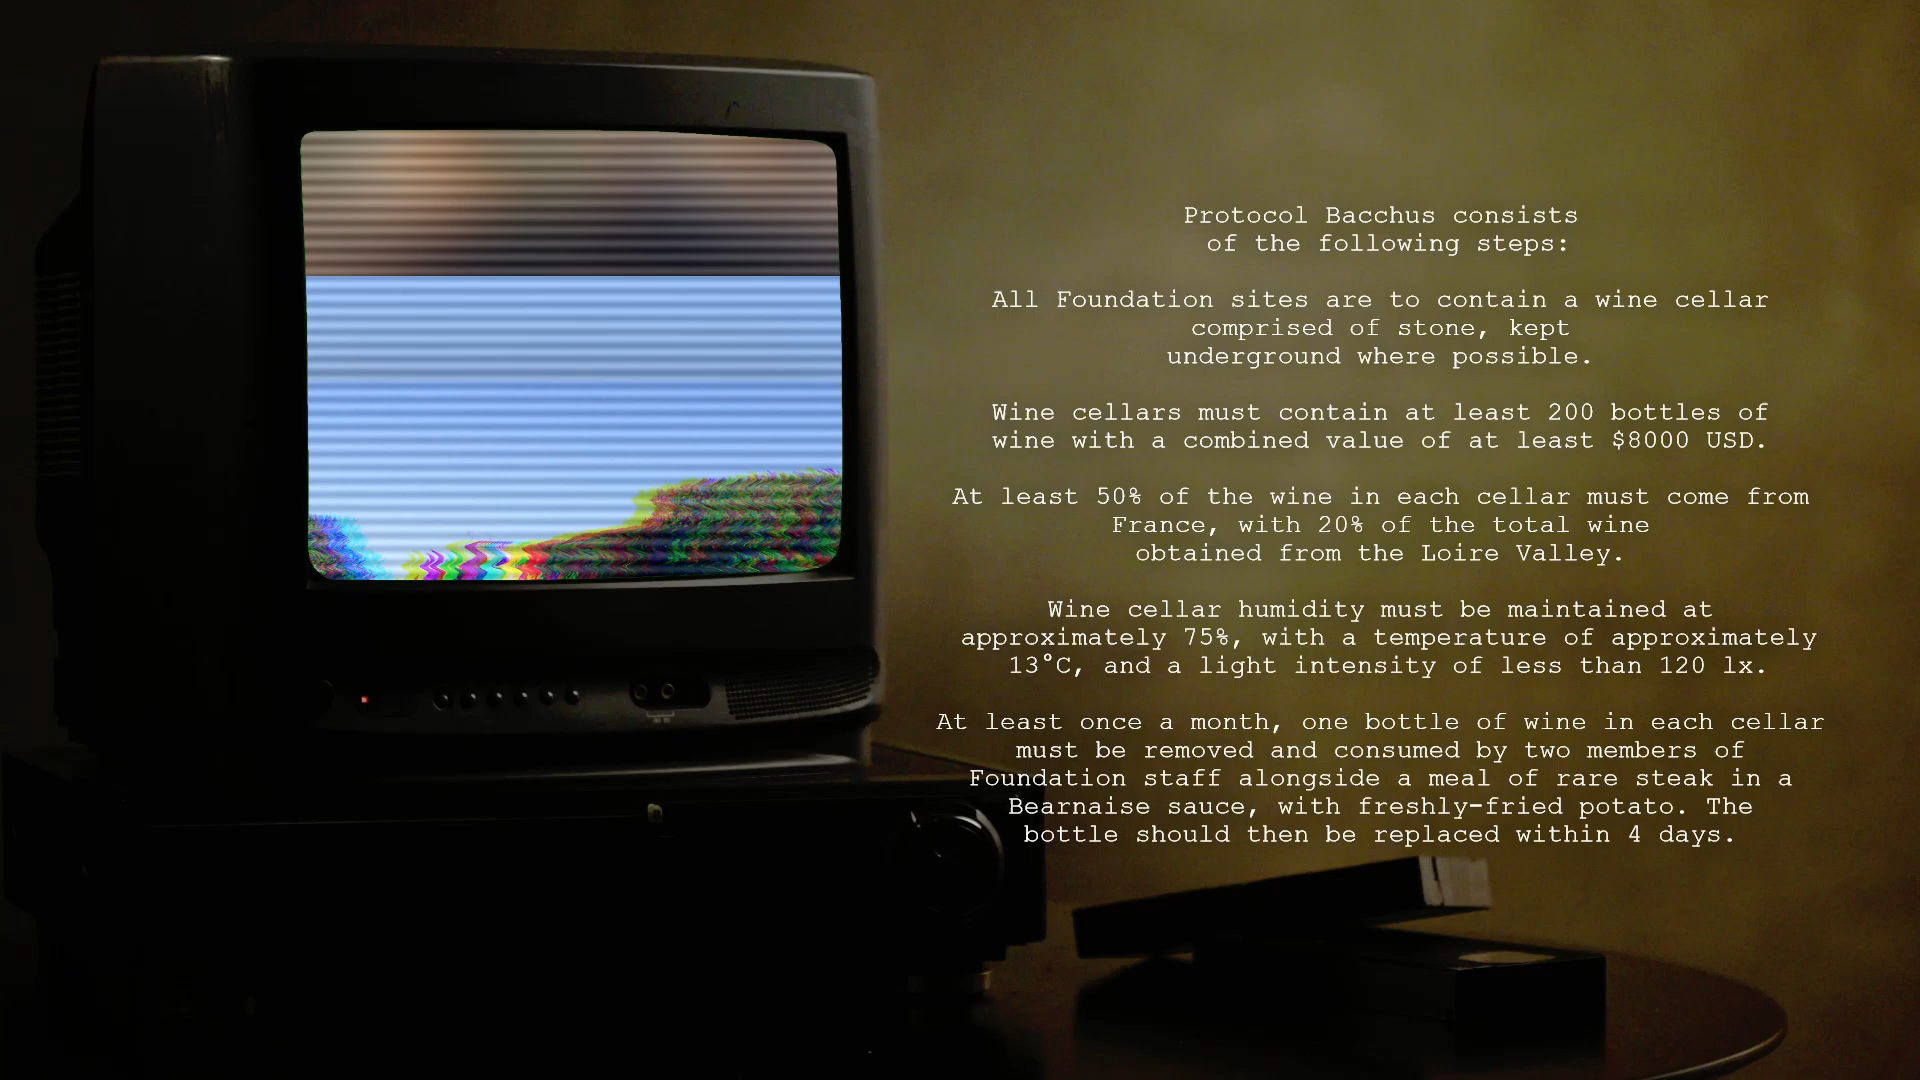 Protocol Bacchus consists
of the following steps:
All Foundation sites are to contain a wine cellar
comprised of stone, kept
underground where possible.
Wine cellars must contain at least 200 bottles of
wine with a combined value of at least $8000 USD.
At least 50% of the wine in each cellar must come from
France, with 20% of the total wine
obtained from the Loire Valley.
Wine cellar humidity must be maintained at
approximately 75%, with a temperature of approximately
13°C, and a light intensity of less than 120 lx.
At least once a month, one bottle of wine in each cellar
must be removed and consumed by two members of
Foundation staff alongside a meal of rare steak in a
Bearnaise sauce, with freshly-fried potato. The
bottle should then be replaced within 4 days.